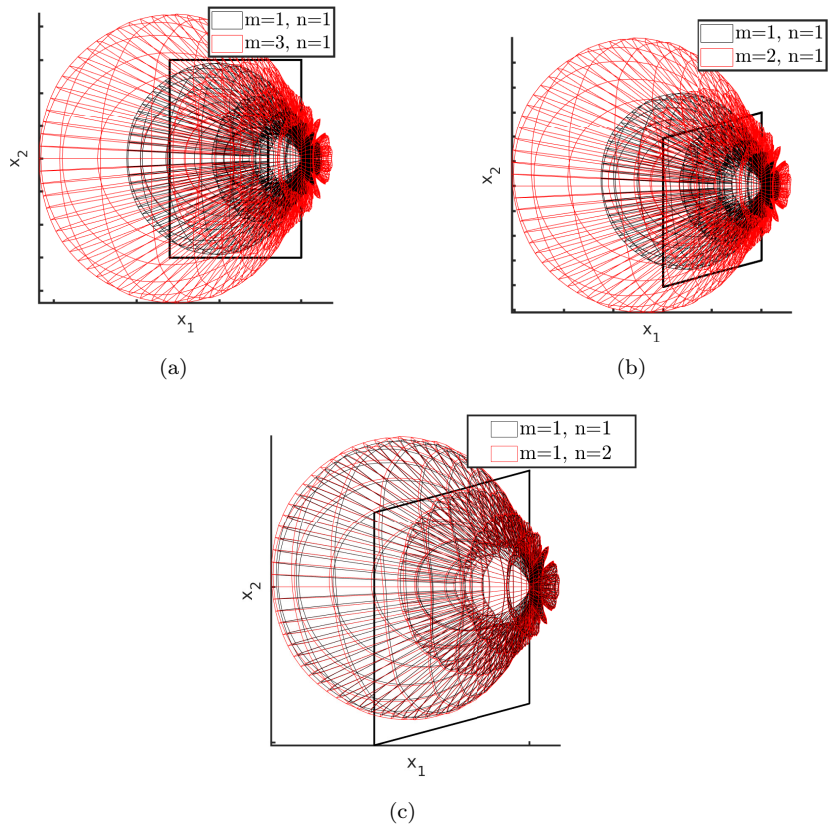 m=1, n=1
m=3, n=1
x2
x1
(a)
m=1, n=1
m=2, n=1
x2
x1
(b)
m=1, n=1
m=1, n=2
x2
x1
(c)